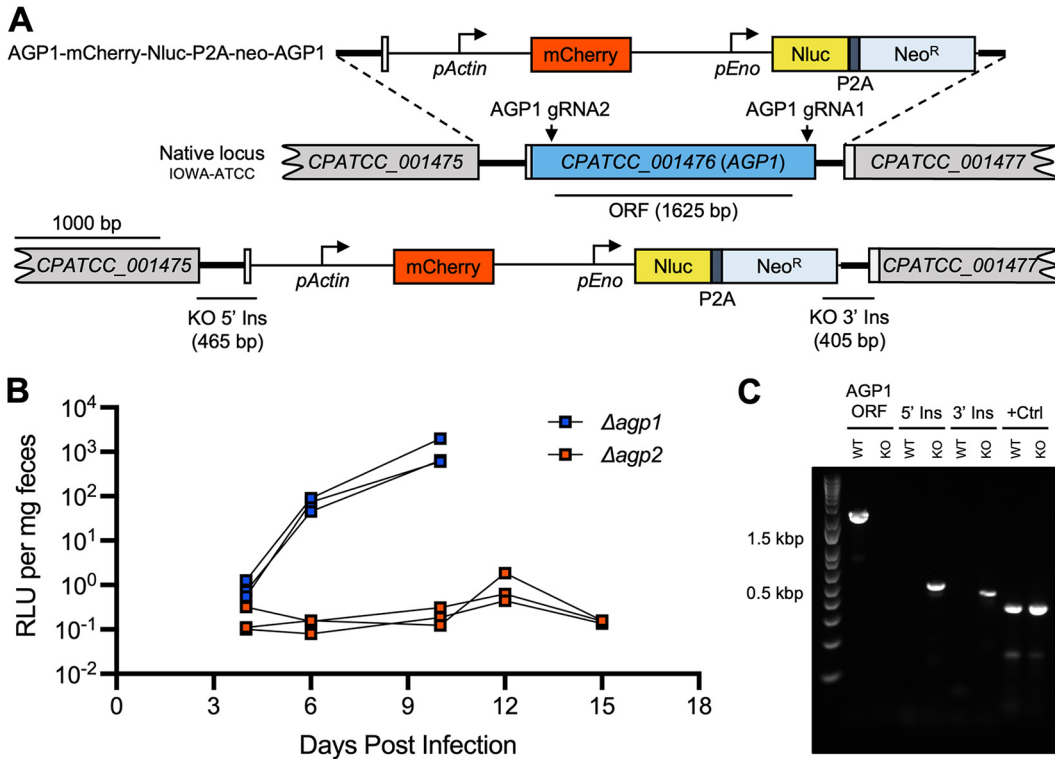 A
AGP1-mCherry-Nluc-P2A-neo-AGP1
pActin
mCherry
pEno
Nluc
Neo^R
P2A
AGP1 gRNA2
AGP1 gRNA1
Native locus
IOWA-ATCC
CPATCC_001475
CPATCC_001476 (AGP1)
CPATCC_001477
ORF (1625 bp)
1000 bp
CPATCC_001475
pActin
mCherry
pEno
Nluc
Neo^R
P2A
CPATCC_001477
KO 5' Ins
(465 bp)
KO 3' Ins
(405 bp)
B
RLU per mg feces
10^4
10^3
10^2
10^1
10^0
10^-1
10^-2
0 3 6 9 12 15 18
Days Post Infection
Δagp1
Δagp2
C
AGP1
ORF
5' Ins
3' Ins
+Ctrl
WT
KO
WT
KO
WT
KO
WT
KO
1.5 kbp
0.5 kbp